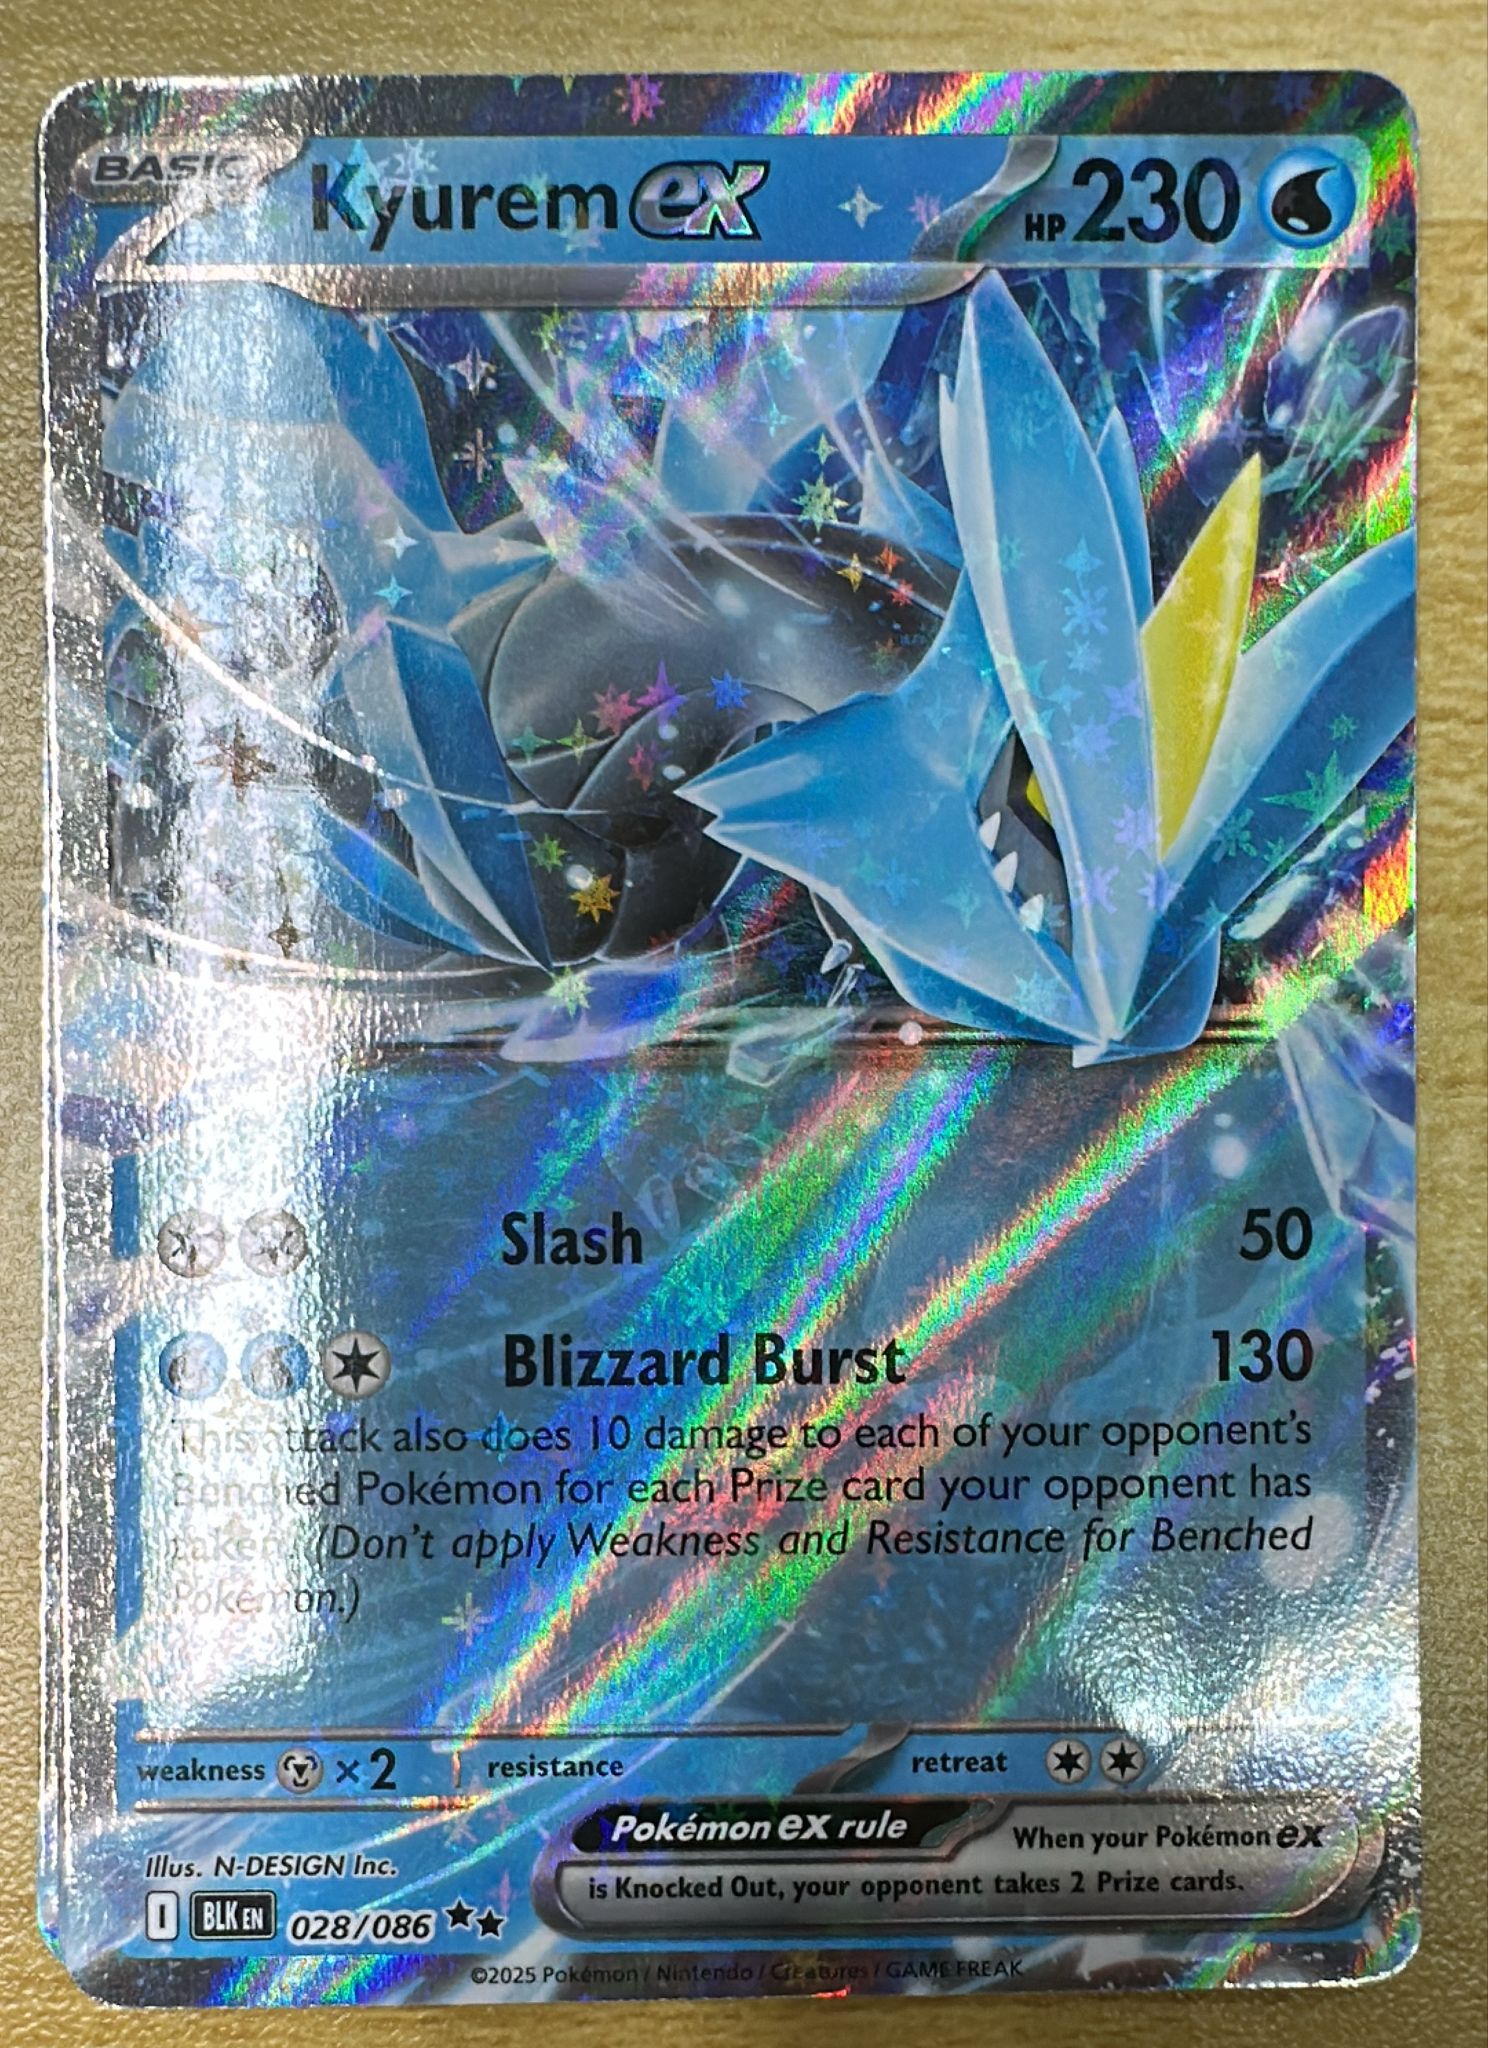 BASIC Kyurem ex HP 230
Slash 50
Blizzard Burst 130
This attack also does 10 damage to each of your opponent's
Benched Pokémon for each Prize card your opponent has
taken. (Don't apply Weakness and Resistance for Benched
Pokémon.)
weakness ×2 resistance retreat
Pokémon ex rule When your Pokémon ex
is Knocked Out, your opponent takes 2 Prize cards.
Illus. N-DESIGN Inc.
I BLK EN 028/086 ★★
©2025 Pokémon / Nintendo / Creatures / GAME FREAK